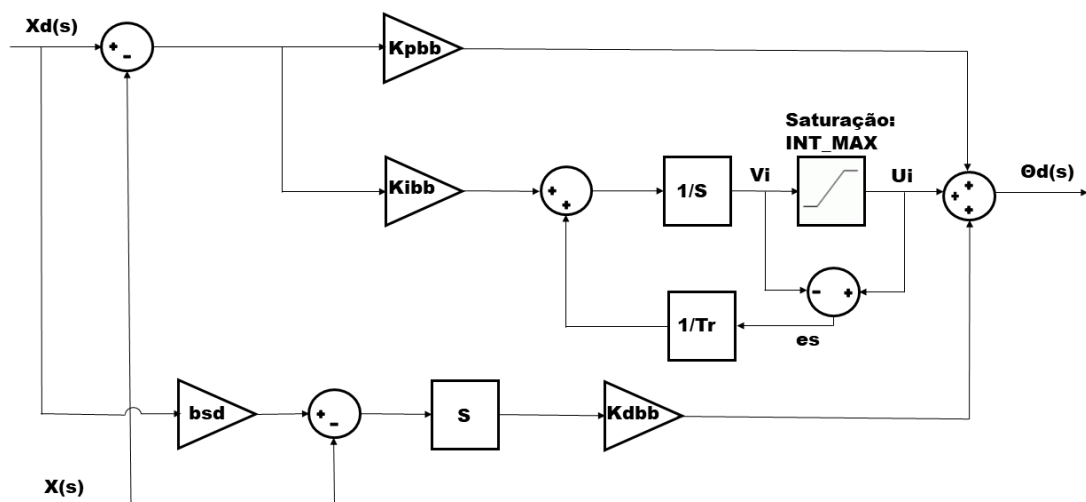 Xd(s)
+
-
Kpbb
Saturação:
INT_MAX
Kibb
+
+
1/S
Vi
Ui
+
+
+
Θd(s)
-
+
1/Tr
es
bsd
+
-
S
Kdbb
X(s)